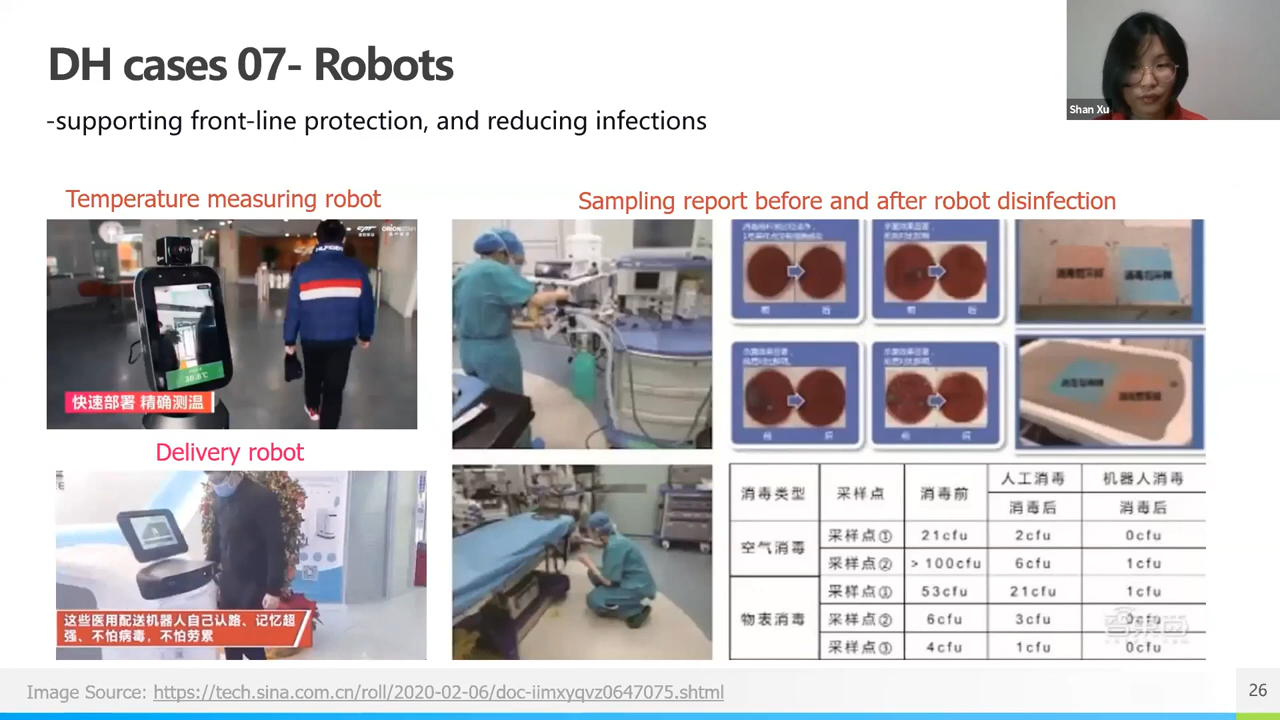 DH cases 07- Robots
-supporting front-line protection, and reducing infections
Shan Xu
Temperature measuring robot
Sampling report before and after robot disinfection
快速部署 精确测温
Delivery robot
这些医用配送机器人自己认路、记忆超
强、不怕病毒，不怕劳累
消毒类型 采样点 消毒前 人工消毒 机器人消毒
消毒后 消毒后
空气消毒 采样点① 21cfu 2cfu 0cfu
采样点② >100cfu 6cfu 1cfu
物表消毒 采样点① 53cfu 21cfu 1cfu
采样点② 6cfu 3cfu 0cfu
采样点③ 4cfu 1cfu 0cfu
Image Source: https://tech.sina.com.cn/roll/2020-02-06/doc-iimxyqvz0647075.shtml
26